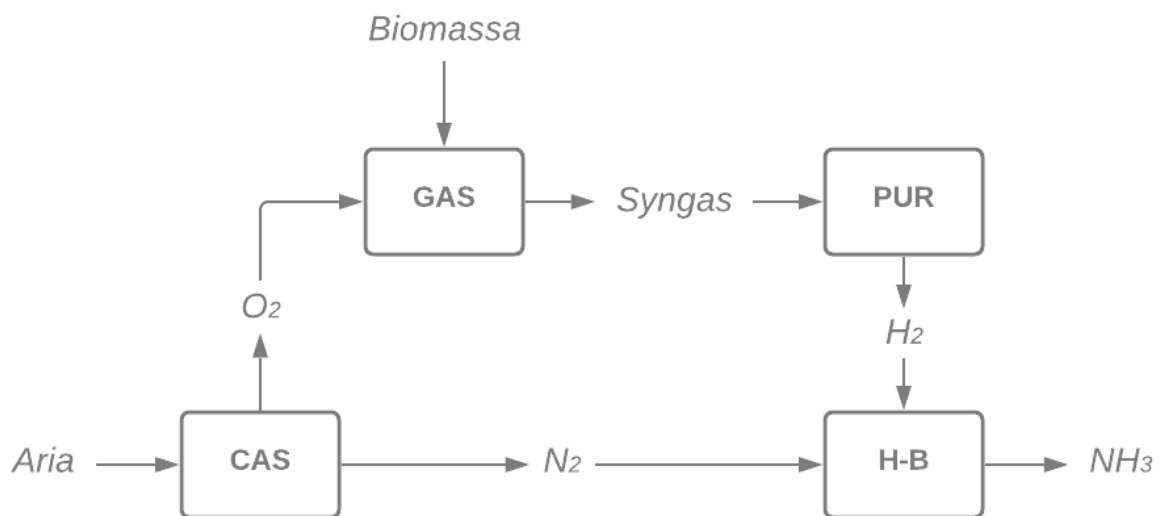 Biomassa
GAS
Syngas
PUR
O₂
H₂
Aria
CAS
N₂
H-B
NH₃